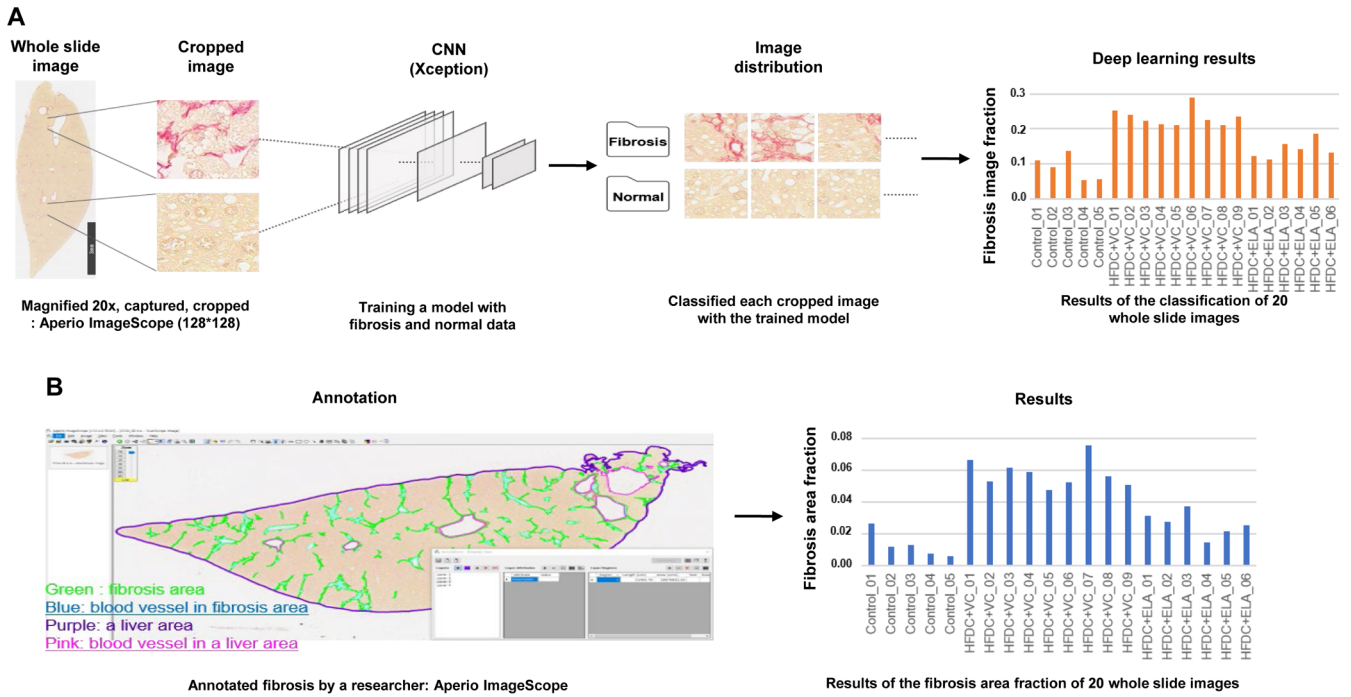 A
Whole slide
image
Cropped
image
CNN
(Xception)
Image
distribution
Fibrosis
Normal
Deep learning results
Fibrosis image fraction
0.3
0.2
0.1
0.0
Control_01
Control_02
Control_03
Control_04
Control_05
HFDC+VC_01
HFDC+VC_02
HFDC+VC_03
HFDC+VC_04
HFDC+VC_05
HFDC+VC_06
HFDC+VC_07
HFDC+VC_08
HFDC+VC_09
HFDC+ELA_01
HFDC+ELA_02
HFDC+ELA_03
HFDC+ELA_04
HFDC+ELA_05
HFDC+ELA_06
Magnified 20x, captured, cropped
: Aperio ImageScope (128*128)
Training a model with
fibrosis and normal data
Classified each cropped image
with the trained model
Results of the classification of 20
whole slide images
B
Annotation
Green : fibrosis area
Blue: blood vessel in fibrosis area
Purple: a liver area
Pink: blood vessel in a liver area
Annotated fibrosis by a researcher: Aperio ImageScope
Results
Fibrosis area fraction
0.08
0.06
0.04
0.02
0.00
Control_01
Control_02
Control_03
Control_04
Control_05
HFDC+VC_01
HFDC+VC_02
HFDC+VC_03
HFDC+VC_04
HFDC+VC_05
HFDC+VC_06
HFDC+VC_07
HFDC+VC_08
HFDC+VC_09
HFDC+ELA_01
HFDC+ELA_02
HFDC+ELA_03
HFDC+ELA_04
HFDC+ELA_05
HFDC+ELA_06
Results of the fibrosis area fraction of 20 whole slide images